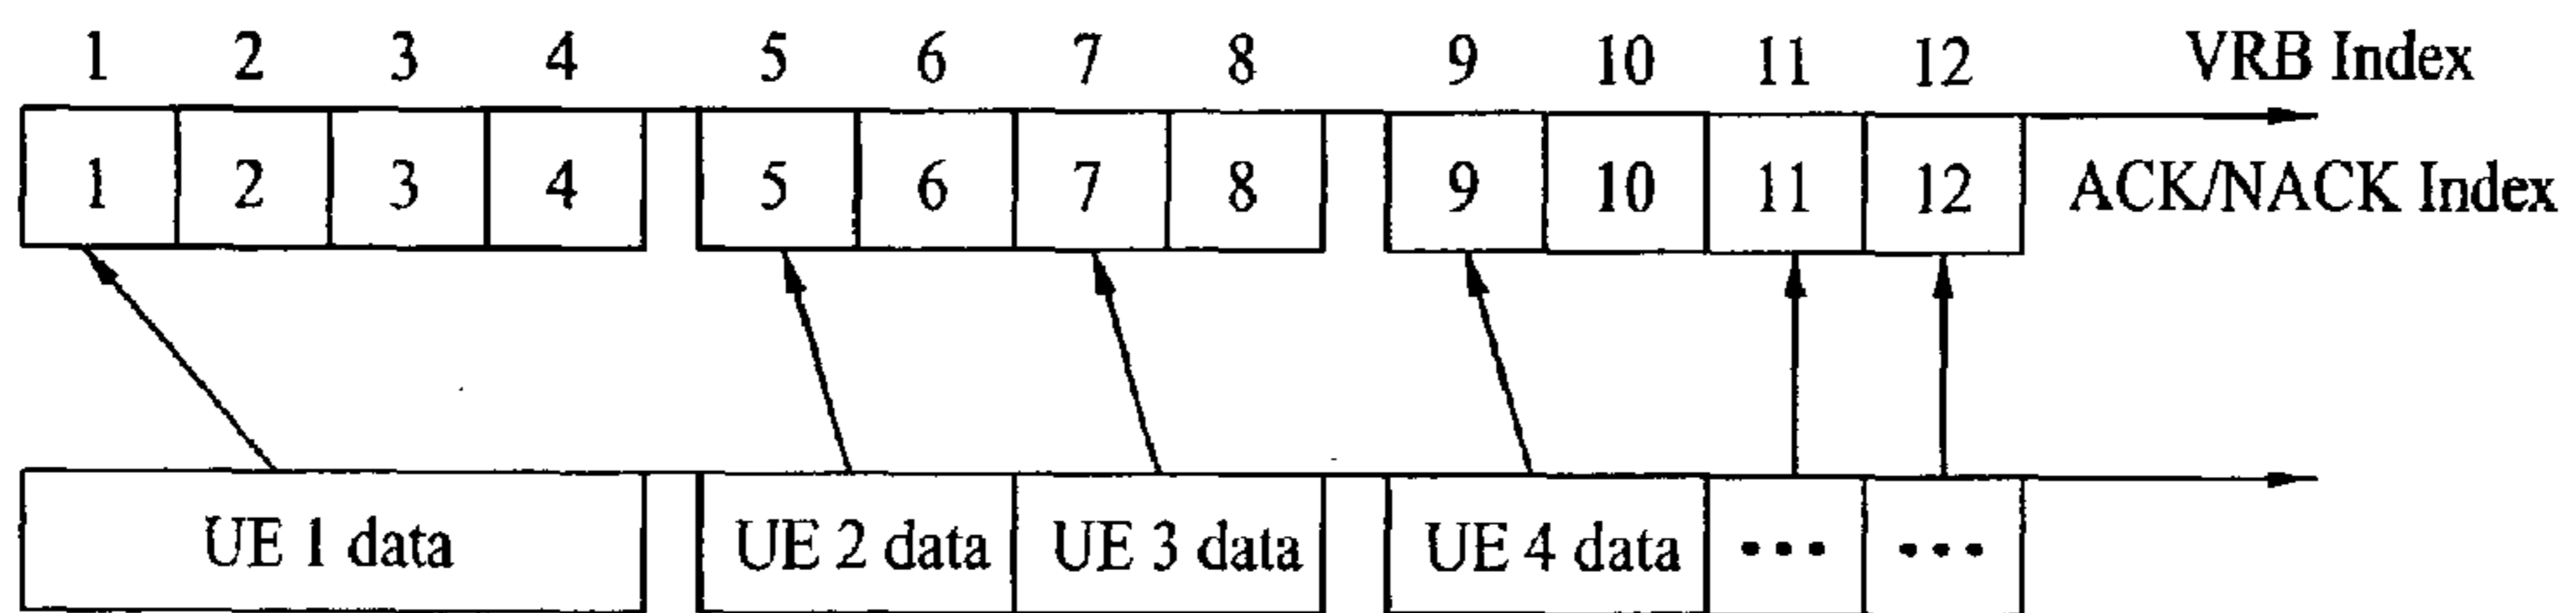 1 2 3 4 5 6 7 8 9 10 11 12 VRB Index
1 2 3 4 5 6 7 8 9 10 11 12 ACK/NACK Index
UE 1 data UE 2 data UE 3 data UE 4 data ••• •••